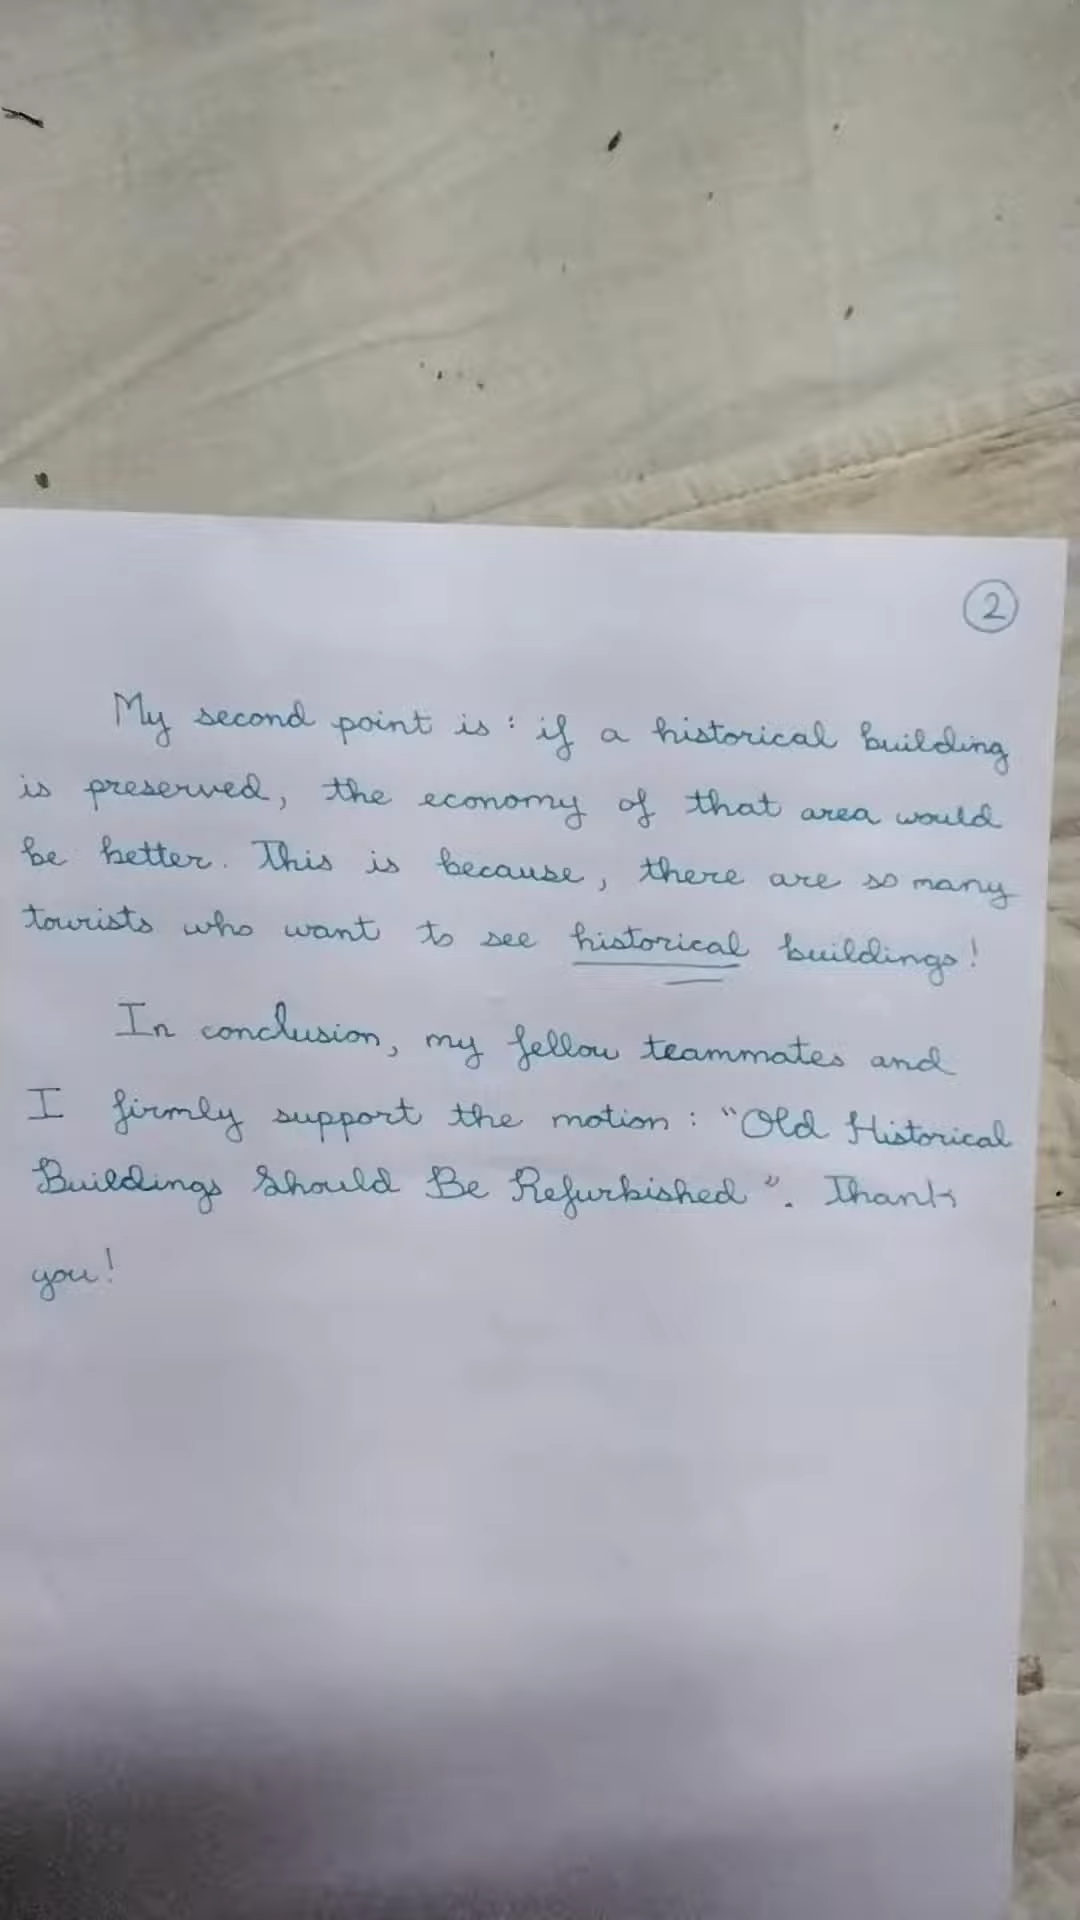 2
My second point is : if a historical building
is preserved, the economy of that area would
be better. This is because, there are so many
tourists who want to see historical buildings!
In conclusion, my fellow teammates and
I firmly support the motion : "Old Historical
Buildings Should Be Refurbished". Thank
you!